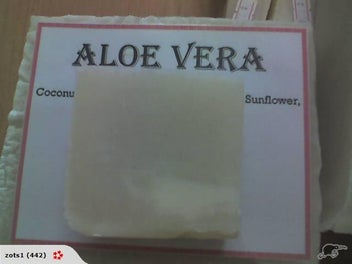 ALOE VERA
Coconu Sunflower,
zots1 (442)